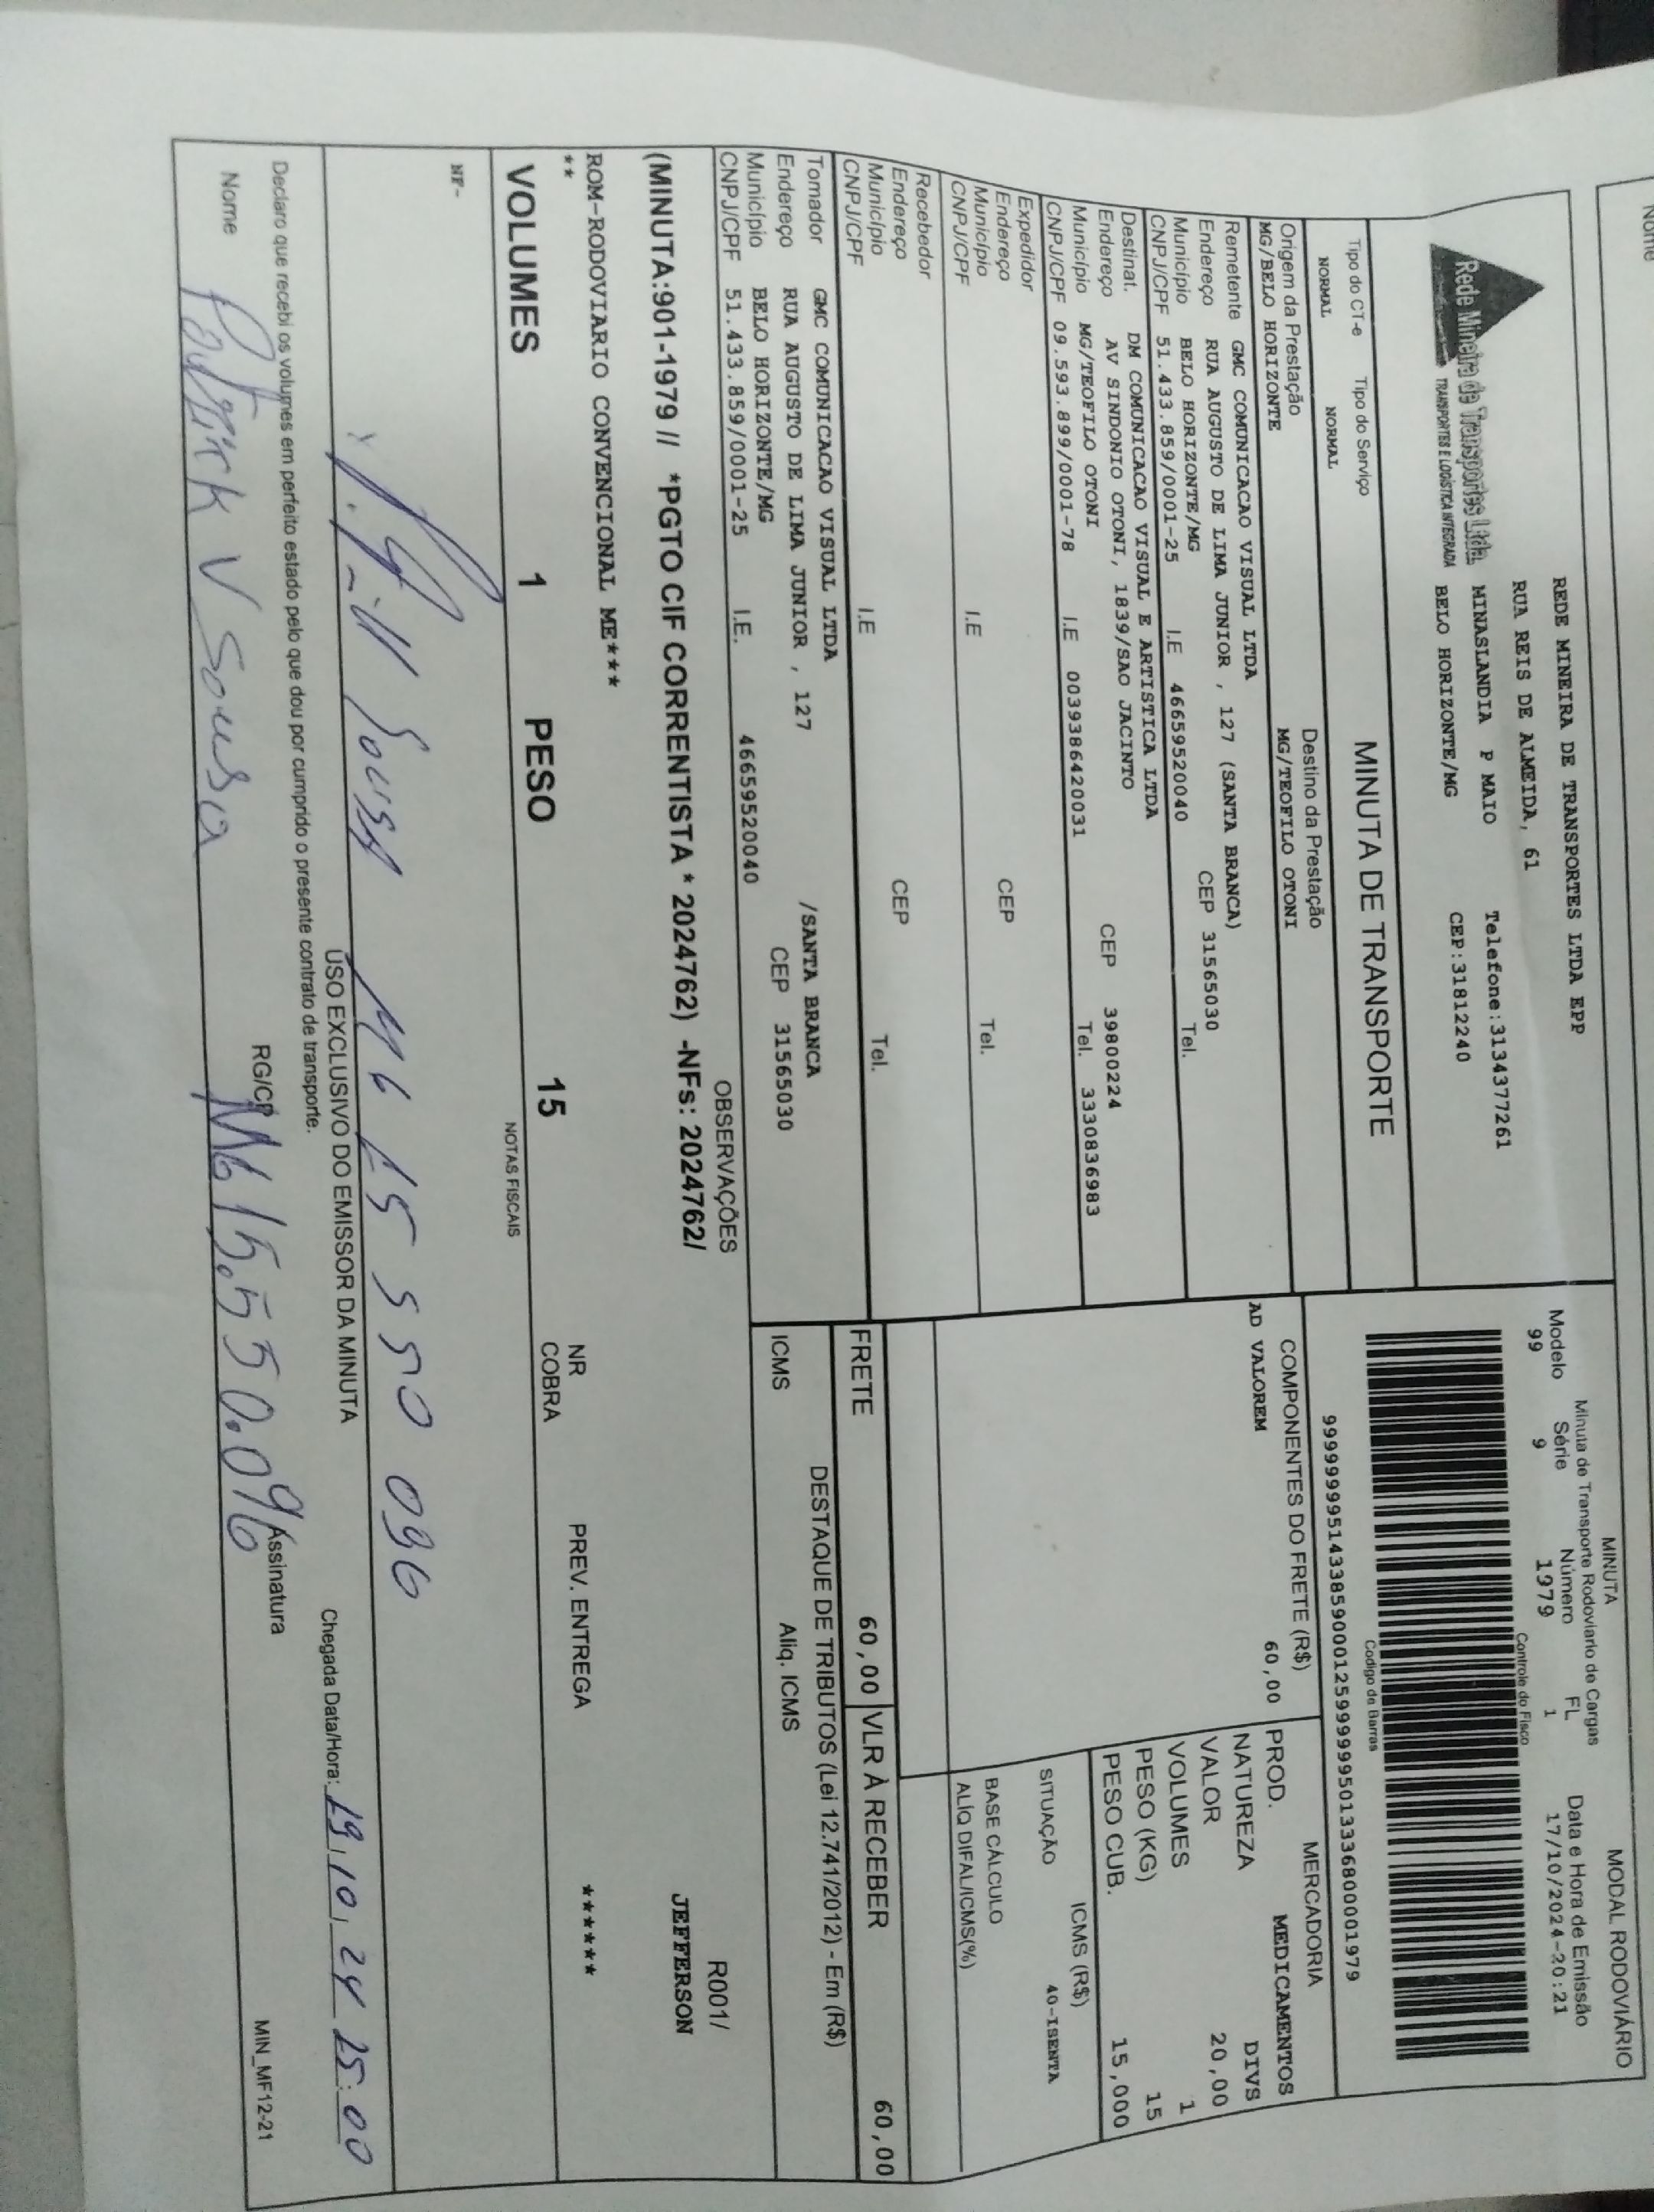 Nome
MINUTA
MODAL RODOVIÁRIO
REDE MINEIRA DE TRANSPORTES LTDA EPP
RUA REIS DE ALMEIDA, 61
MINASLANDIA P MAIO Telefone:3134377261
BELO HORIZONTE/MG CEP:31812240
Rede Mineira de Transportes Ltda.
TRANSPORTES E LOGÍSTICA INTEGRADA
Minuta de Transporte Rodoviario de Cargas
Modelo Série Número FL Data e Hora de Emissão
99 9 1979 1 17/10/2024-20:21
Controle do Fisco
Codigo de Barras
MINUTA DE TRANSPORTE
Tipo do CT-e Tipo do Serviço
NORMAL NORMAL
Origem da Prestação Destino da Prestação
MG/BELO HORIZONTE MG/TEOFILO OTONI
Remetente GMC COMUNICACAO VISUAL LTDA
Endereço RUA AUGUSTO DE LIMA JUNIOR , 127 (SANTA BRANCA)
Município BELO HORIZONTE/MG CEP 31565030
CNPJ/CPF 51.433.859/0001-25 I.E 4665952​0040 Tel.
Destinat. DM COMUNICACAO VISUAL E ARTISTICA LTDA
Endereço AV SINDONIO OTONI, 1839/SAO JACINTO
Município MG/TEOFILO OTONI CEP 39800224
CNPJ/CPF 09.593.899/0001-78 I.E 0039386420031 Tel. 3330836983
Expedidor
Endereço
Município CEP
CNPJ/CPF I.E Tel.
Recebedor
Endereço
Município CEP
CNPJ/CPF I.E Tel.
Tomador GMC COMUNICACAO VISUAL LTDA
Endereço RUA AUGUSTO DE LIMA JUNIOR , 127 /SANTA BRANCA
Município BELO HORIZONTE/MG CEP 31565030
CNPJ/CPF 51.433.859/0001-25 I.E. 46659520040
COMPONENTES DO FRETE (R$)
AD VALOREM 60,00
MERCADORIA
PROD. MEDICAMENTOS
NATUREZA DIVS
VALOR 20,00
VOLUMES 1
PESO (KG) 15
PESO CUB. 15,000
ICMS (R$)
SITUAÇÃO 40-ISENTA
BASE CÁLCULO
ALÍQ DIFAL/ICMS(%)
FRETE 60,00 VLR À RECEBER 60,00
DESTAQUE DE TRIBUTOS (Lei 12.741/2012) - Em (R$)
ICMS Aliq. ICMS
OBSERVAÇÕES
R001/
(MINUTA:901-1979 // *PGTO CIF CORRENTISTA * 2024762) -NFs: 2024762/
JEFFERSON
ROM-RODOVIARIO CONVENCIONAL ME****
**
NR
COBRA
PREV. ENTREGA ******
VOLUMES 1 PESO 15
NOTAS FISCAIS
NF-
Sousa MG 15 550 096
USO EXCLUSIVO DO EMISSOR DA MINUTA
Declaro que recebi os volumes em perfeito estado pelo que dou por cumprido o presente contrato de transporte.
Chegada Data/Hora: 19, 10, 24 15:00
Nome Patrick V Sousa RG/CPF MG 15.550.096 Assinatura
MIN_MF12-21